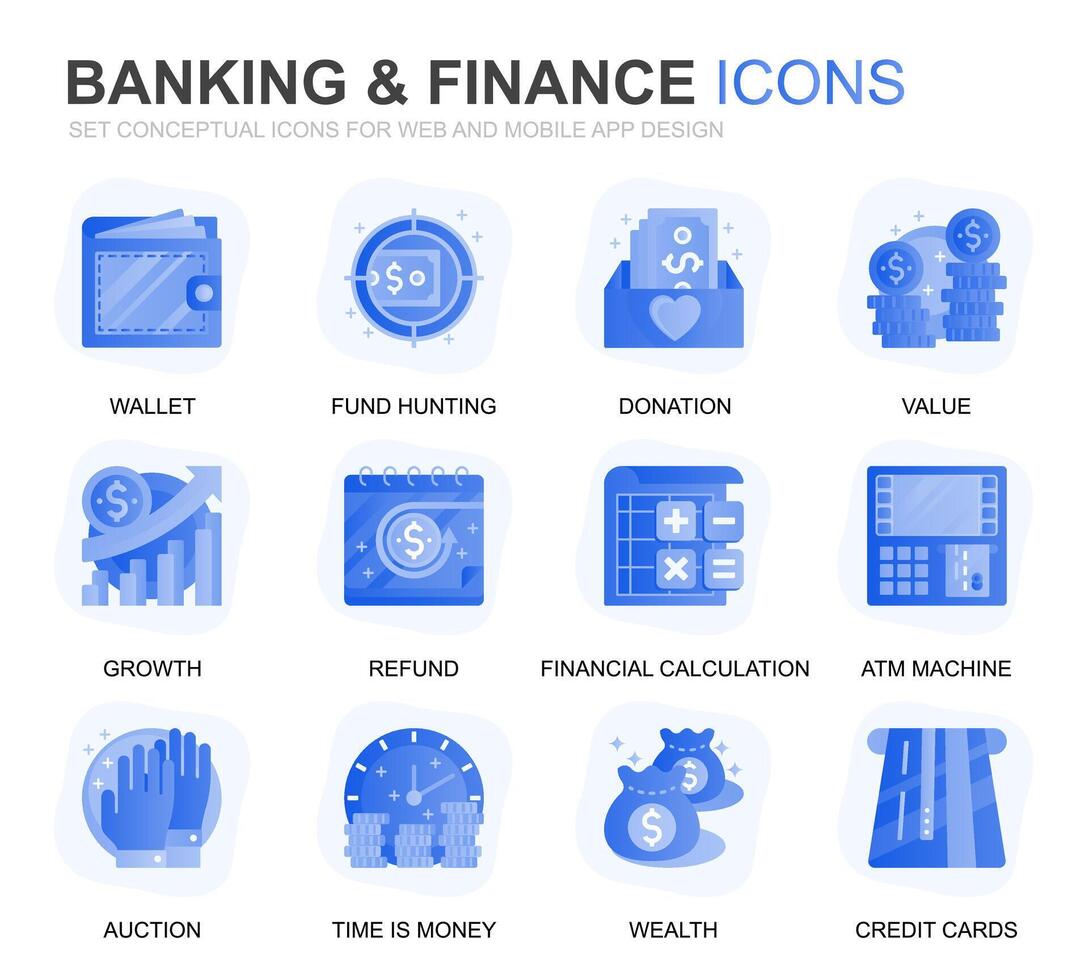 BANKING & FINANCE ICONS
SET CONCEPTUAL ICONS FOR WEB AND MOBILE APP DESIGN
$ $ $ $ $
WALLET FUND HUNTING DONATION VALUE
$ $ + - × =
GROWTH REFUND FINANCIAL CALCULATION ATM MACHINE
$ $
AUCTION TIME IS MONEY WEALTH CREDIT CARDS